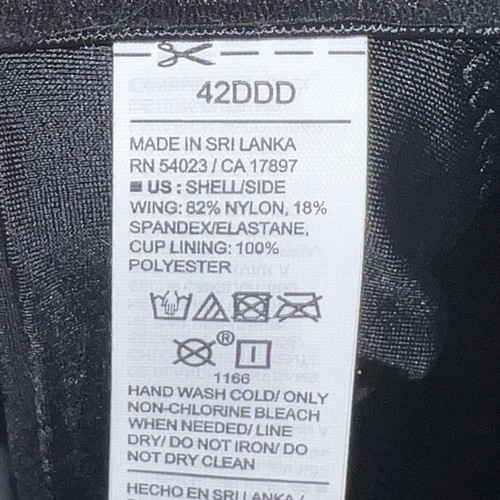 42DDD
MADE IN SRI LANKA
RN 54023 / CA 17897
US : SHELL/SIDE
WING: 82% NYLON, 18%
SPANDEX/ELASTANE,
CUP LINING: 100%
POLYESTER
®
1166
HAND WASH COLD/ ONLY
NON-CHLORINE BLEACH
WHEN NEEDED/ LINE
DRY/ DO NOT IRON/ DO
NOT DRY CLEAN
HECHO EN SRI LANKA /